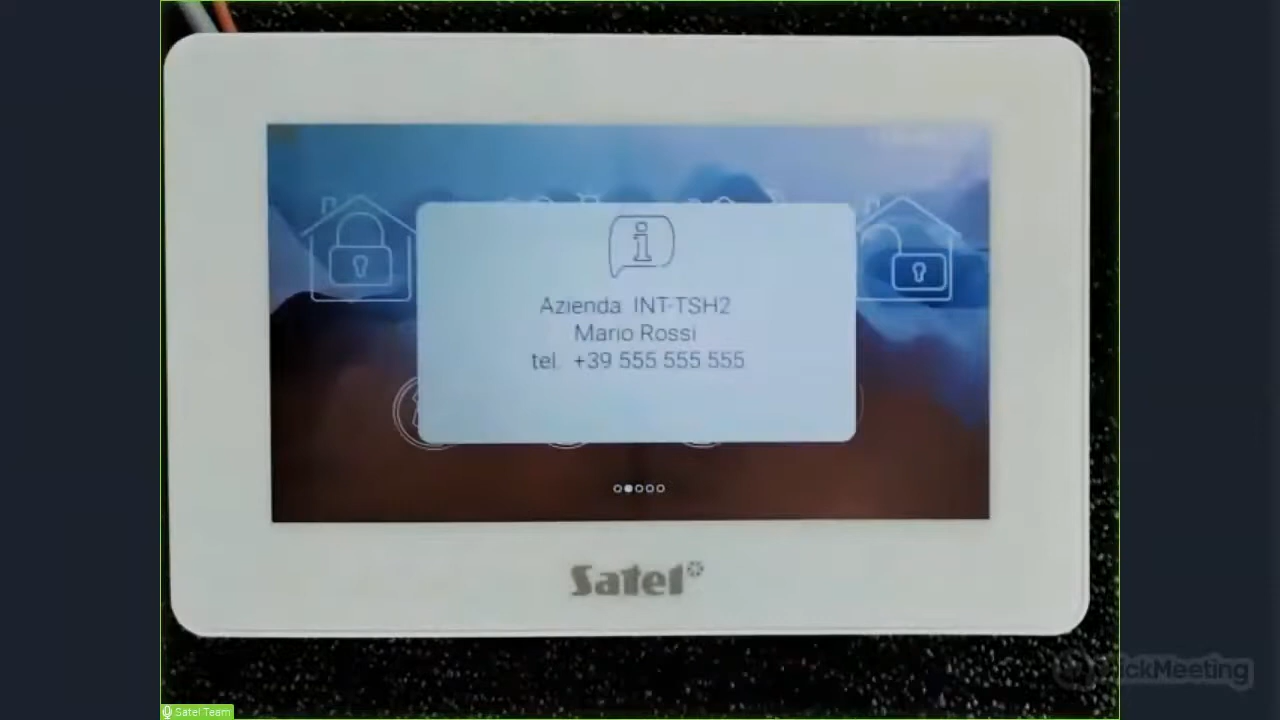 Azienda INT-TSH2
Mario Rossi
tel. +39 555 555 555
Satel
Satel Team
ClickMeeting